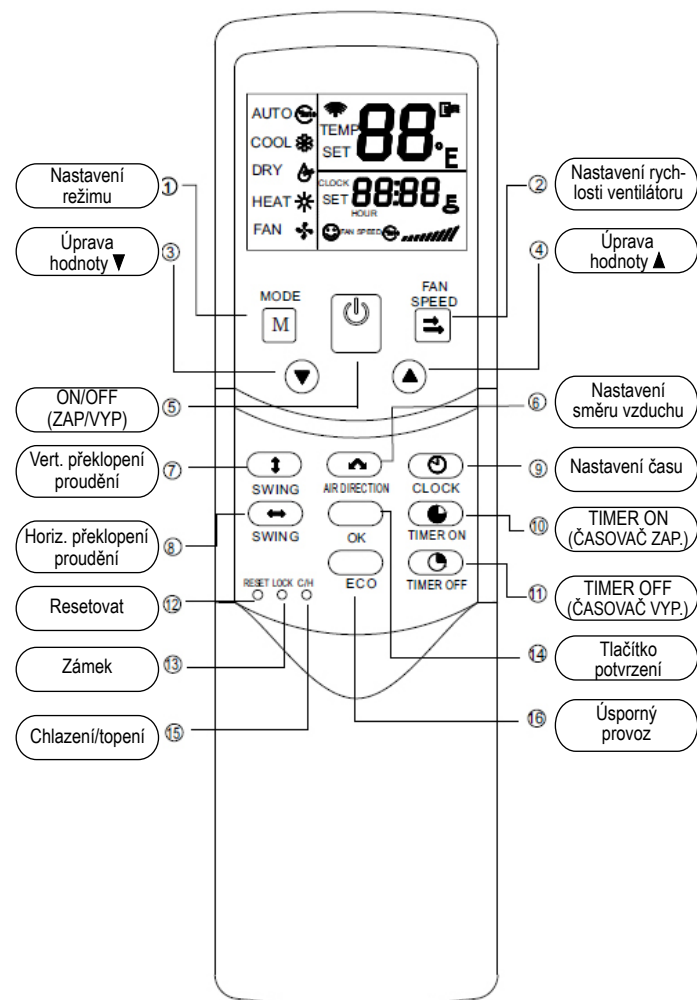 AUTO
COOL
DRY
HEAT
FAN
TEMP
SET
88°E
CLOCK
SET
88:88
HOUR
FAN SPEED
Nastavení
režimu
①
②
Nastavení rych-
losti ventilátoru
Úprava
hodnoty ▼
③
④
Úprava
hodnoty ▲
MODE
M
FAN
SPEED
▼
▲
ON/OFF
(ZAP/VYP)
⑤
⑥
Nastavení
směru vzduchu
Vert. překlopení
proudění
⑦
SWING
AIR DIRECTION
CLOCK
⑨
Nastavení času
Horiz. překlopení
proudění
⑧
SWING
OK
TIMER ON
⑩
TIMER ON
(ČASOVAČ ZAP.)
Resetovat
⑫
RESET LOCK C/H
ECO
TIMER OFF
⑪
TIMER OFF
(ČASOVAČ VYP.)
Zámek
⑬
⑭
Tlačítko
potvrzení
Chlazení/topení
⑮
⑯
Úsporný
provoz